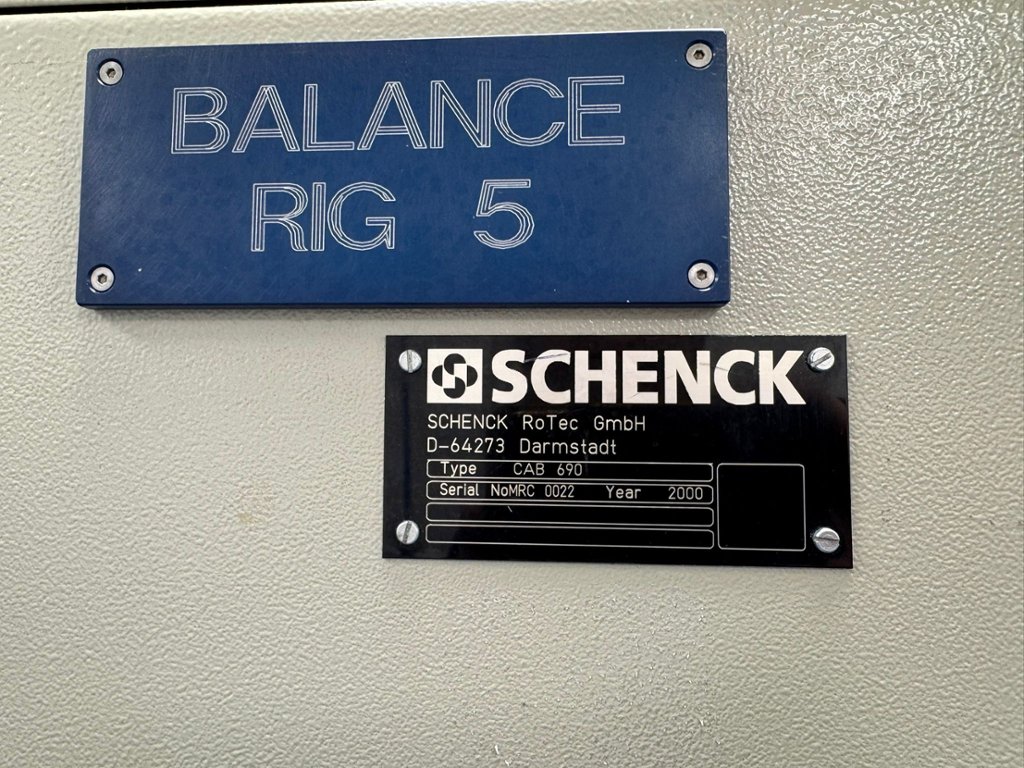 BALANCE
RIG 5
SCHENCK
SCHENCK RoTec GmbH
D-64273 Darmstadt
Type CAB 690
Serial NoMRC 0022 Year 2000